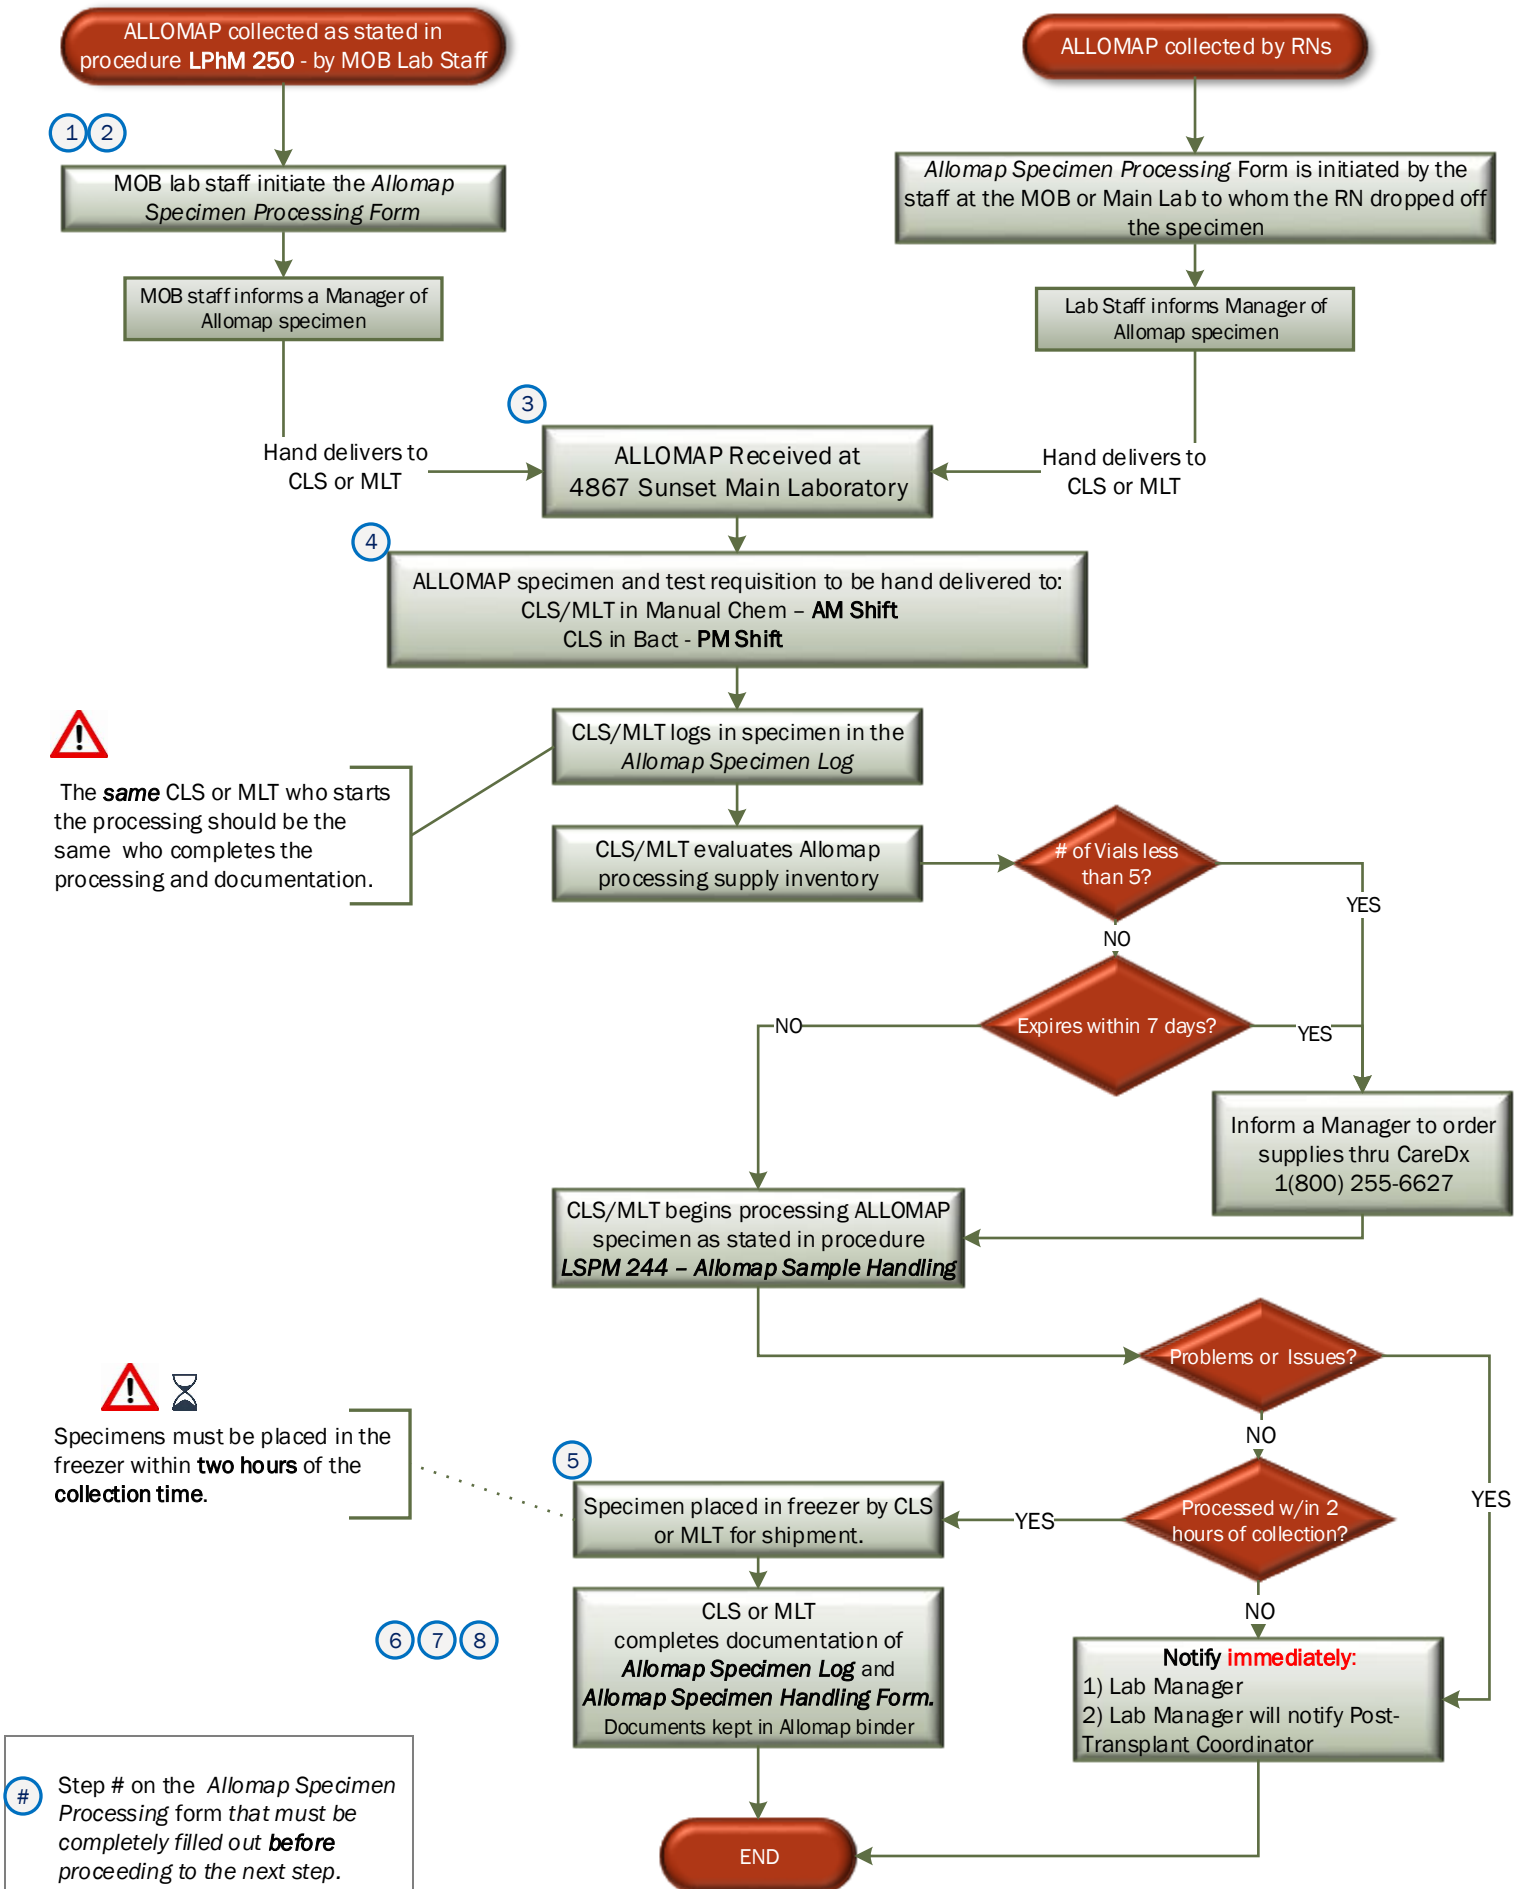 ALLOMAP collected as stated in
procedure LPhM 250 - by MOB Lab Staff
ALLOMAP collected by RNs
1
2
MOB lab staff initiate the Allomap
Specimen Processing Form
Allomap Specimen Processing Form is initiated by the
staff at the MOB or Main Lab to whom the RN dropped off
the specimen
MOB staff informs a Manager of
Allomap specimen
Lab Staff informs Manager of
Allomap specimen
3
Hand delivers to
CLS or MLT
ALLOMAP Received at
4867 Sunset Main Laboratory
Hand delivers to
CLS or MLT
4
ALLOMAP specimen and test requisition to be hand delivered to:
CLS/MLT in Manual Chem – AM Shift
CLS in Bact - PM Shift
CLS/MLT logs in specimen in the
Allomap Specimen Log
!
The same CLS or MLT who starts
the processing should be the
same who completes the
processing and documentation.
CLS/MLT evaluates Allomap
processing supply inventory
# of Vials less
than 5?
YES
NO
Expires within 7 days?
NO
YES
Inform a Manager to order
supplies thru CareDx
1(800) 255-6627
CLS/MLT begins processing ALLOMAP
specimen as stated in procedure
LSPM 244 – Allomap Sample Handling
Problems or Issues?
NO
YES
!
Specimens must be placed in the
freezer within two hours of the
collection time.
5
Specimen placed in freezer by CLS
or MLT for shipment.
YES
Processed w/in 2
hours of collection?
NO
6
7
8
CLS or MLT
completes documentation of
Allomap Specimen Log and
Allomap Specimen Handling Form.
Documents kept in Allomap binder
Notify immediately:
1) Lab Manager
2) Lab Manager will notify Post-
Transplant Coordinator
#
Step # on the Allomap Specimen
Processing form that must be
completely filled out before
proceeding to the next step.
END